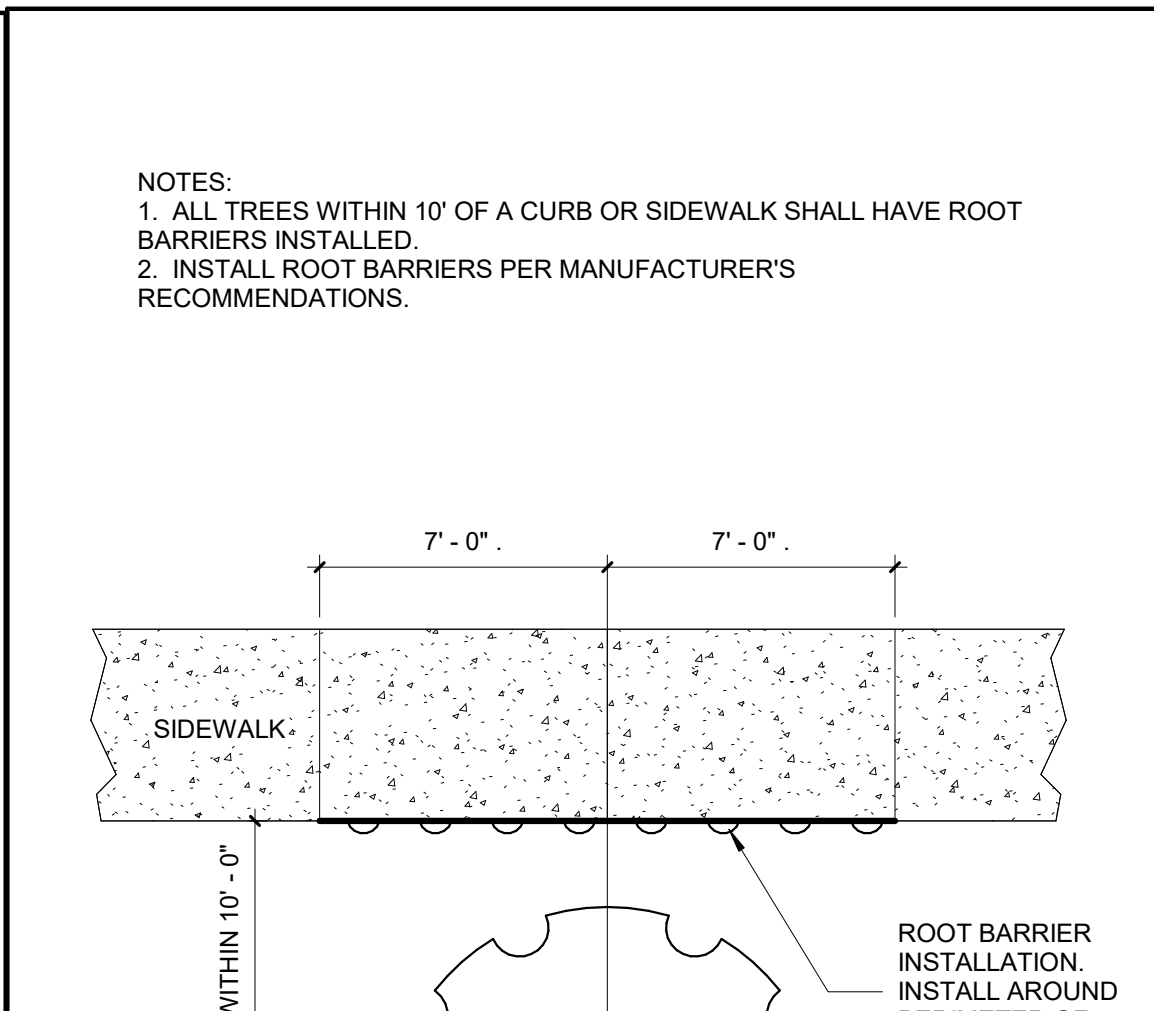 NOTES:
1. ALL TREES WITHIN 10' OF A CURB OR SIDEWALK SHALL HAVE ROOT
BARRIERS INSTALLED.
2. INSTALL ROOT BARRIERS PER MANUFACTURER'S
RECOMMENDATIONS.
7' - 0" .
7' - 0" .
SIDEWALK
WITHIN 10' - 0"
ROOT BARRIER
INSTALLATION.
INSTALL AROUND